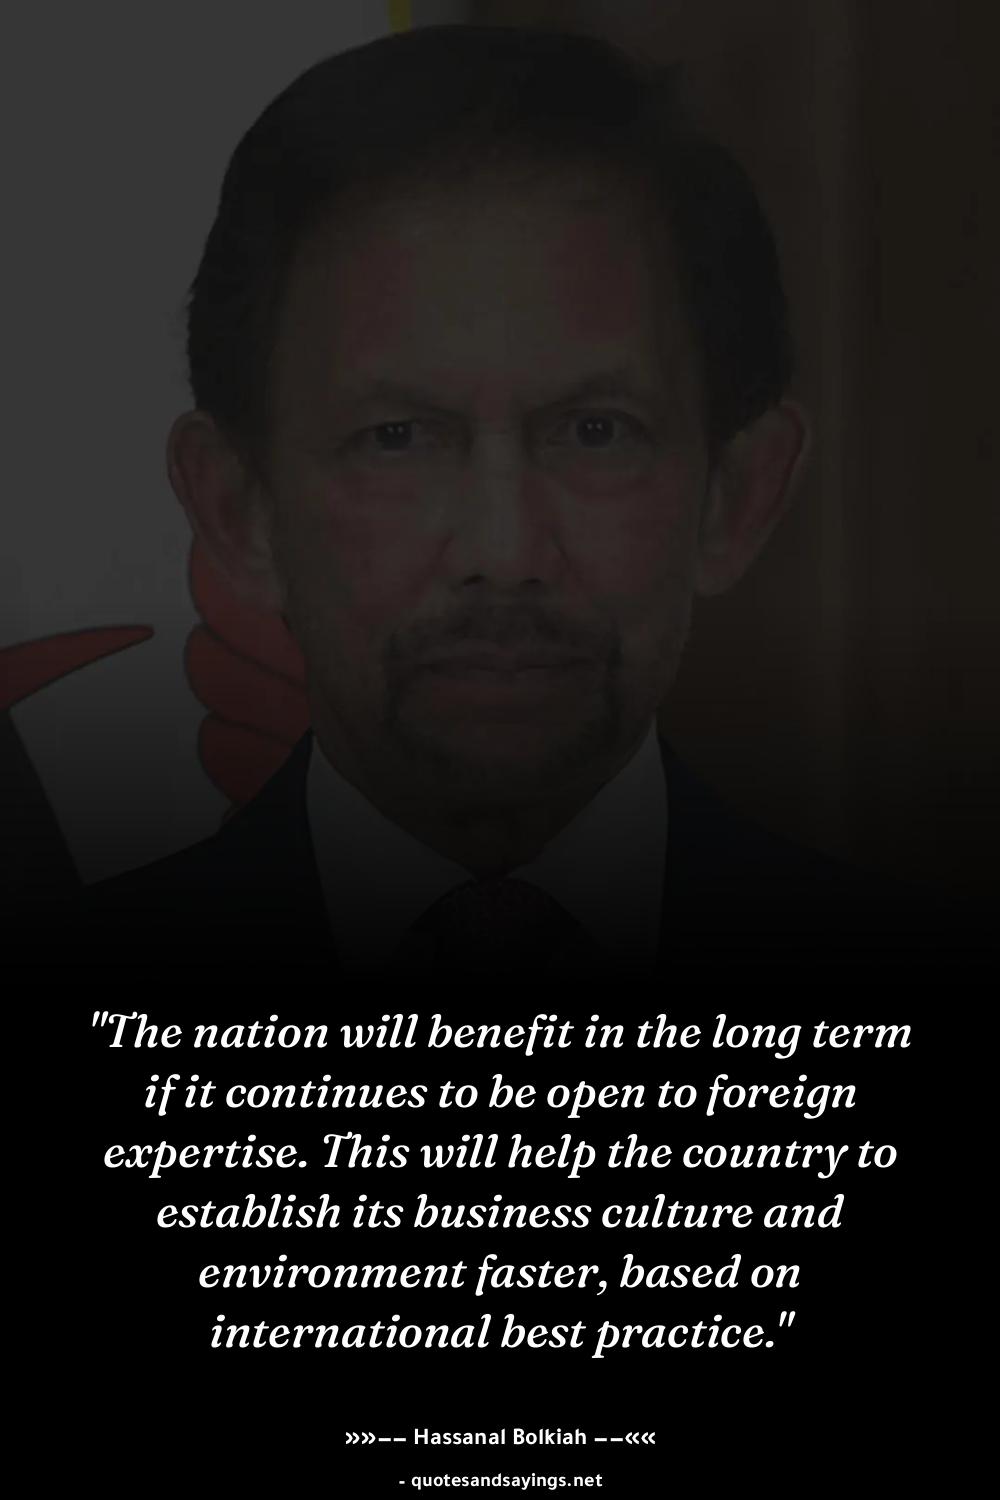 "The nation will benefit in the long term
if it continues to be open to foreign
expertise. This will help the country to
establish its business culture and
environment faster, based on
international best practice."
»»–– Hassanal Bolkiah ––««
- quotesandsayings.net